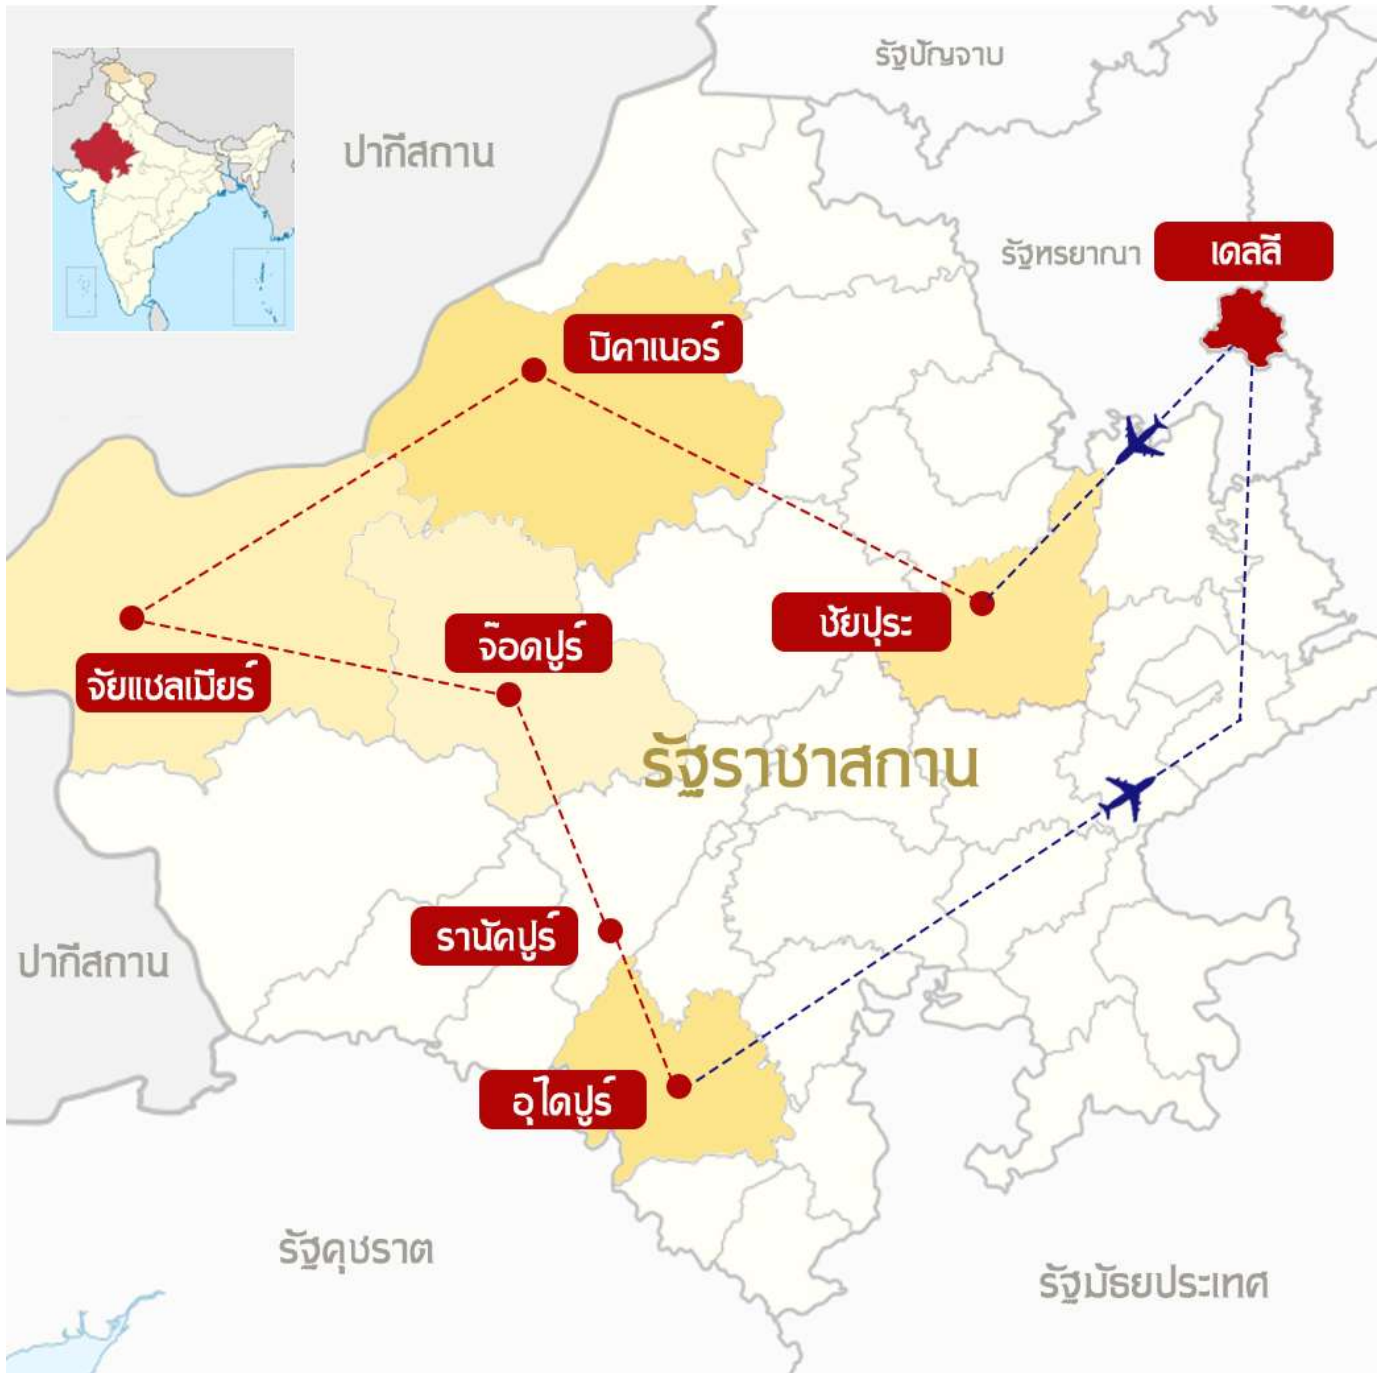 รัฐปัญจาบ
ปากีสถาน
รัฐหรยาณา
เดลลี
บิคาเนอร์
ชัยปุระ
จ๊อดปูร์
จัยแชลเมียร์
รัฐราชาสถาน
รานัคปูร์
ปากีสถาน
อุไดปูร์
รัฐคุชราต
รัฐมัธยประเทศ